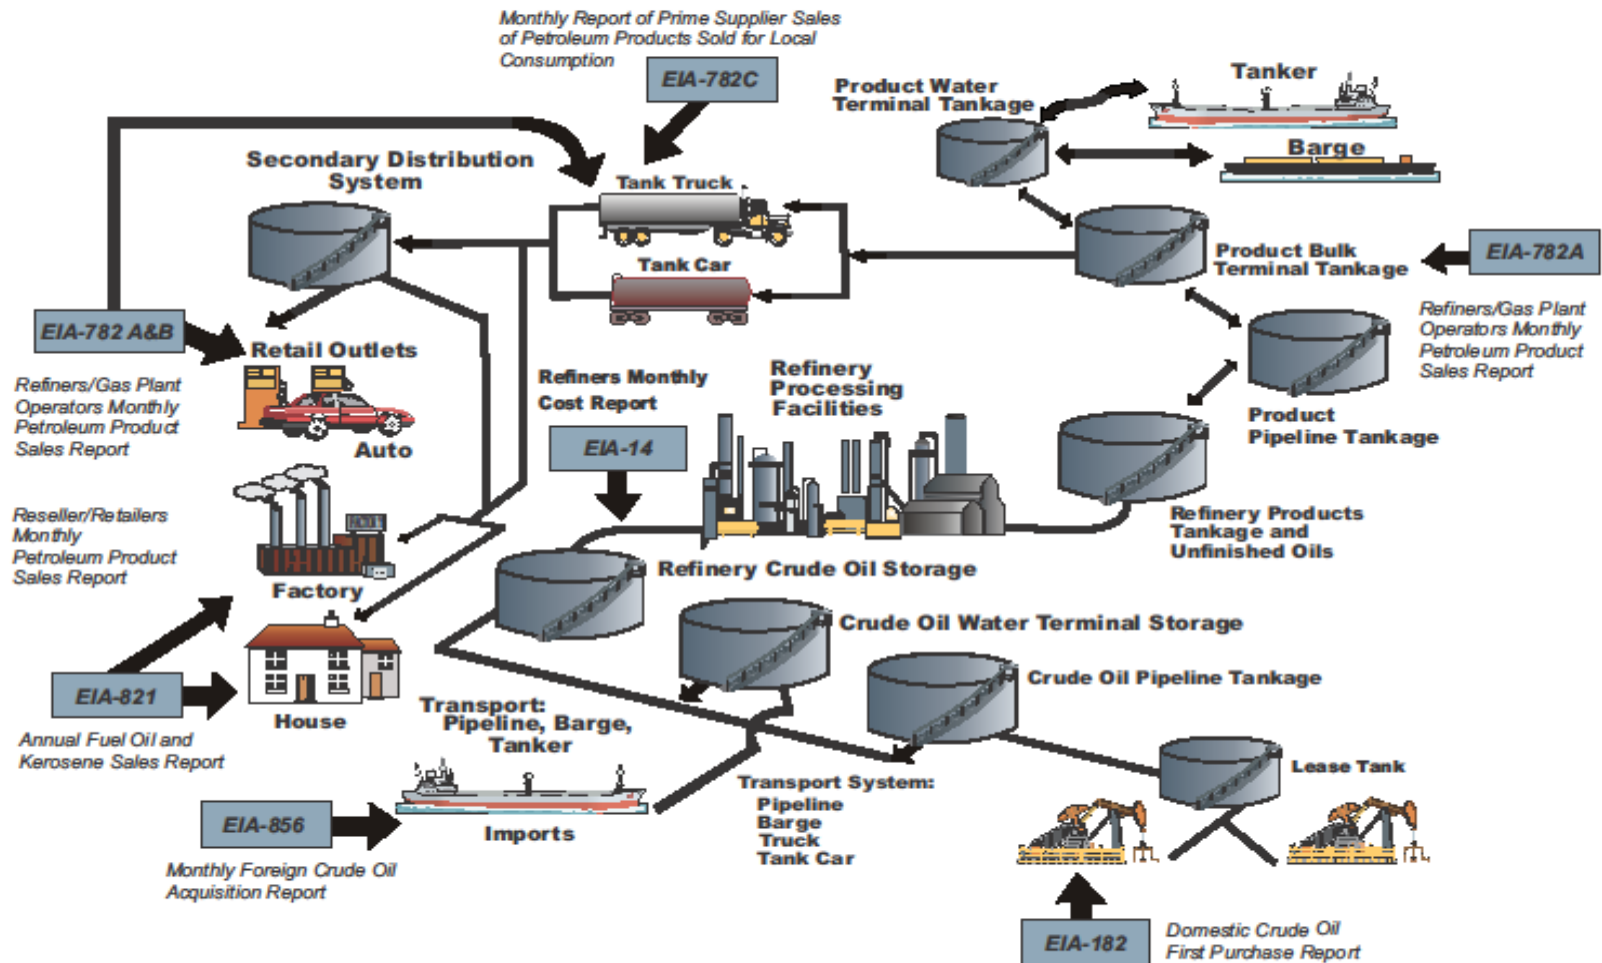 Monthly Report of Prime Supplier Sales
of Petroleum Products Sold for Local
Consumption
EIA-782C
Product Water
Terminal Tankage
Tanker
Barge
Secondary Distribution
System
Tank Truck
Tank Car
Product Bulk
Terminal Tankage
EIA-782A
Refiners/Gas Plant
Operators Monthly
Petroleum Product
Sales Report
EIA-782 A&B
Retail Outlets
Auto
Refiners/Gas Plant
Operators Monthly
Petroleum Product
Sales Report
Refiners Monthly
Cost Report
EIA-14
Refinery
Processing
Facilities
Product
Pipeline Tankage
Refinery Products
Tankage and
Unfinished Oils
Reseller/Retailers
Monthly
Petroleum Product
Sales Report
Factory
Refinery Crude Oil Storage
Crude Oil Water Terminal Storage
Crude Oil Pipeline Tankage
EIA-821
House
Annual Fuel Oil and
Kerosene Sales Report
Transport:
Pipeline, Barge,
Tanker
Imports
EIA-856
Monthly Foreign Crude Oil
Acquisition Report
Transport System:
Pipeline
Barge
Truck
Tank Car
Lease Tank
EIA-182
Domestic Crude Oil
First Purchase Report